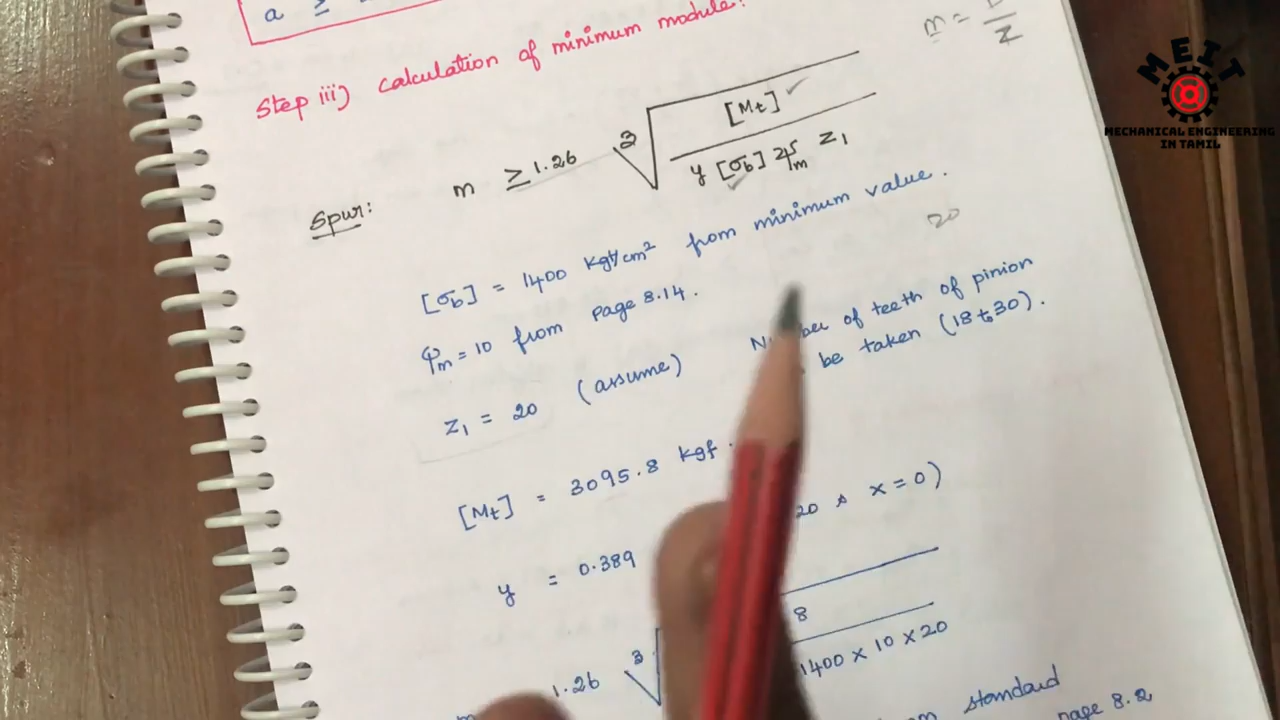 a ≥
Step iii) calculation of minimum module:
m = / Z
Spur: m ≥ 1.26 ∛ [Mt] / y [σb] ψm Z1
[σb] = 1400 kgf/cm² from minimum value.
20
ψm = 10 from page 8.14.
Z1 = 20 (assume) Number of teeth of pinion
be taken (18 to 30).
[Mt] = 3095.8 kgf.
y = 0.389 20 & x = 0)
1.26 ∛ 8
1400 × 10 × 20
standard
page 8.2
MEIT
MECHANICAL ENGINEERING
IN TAMIL